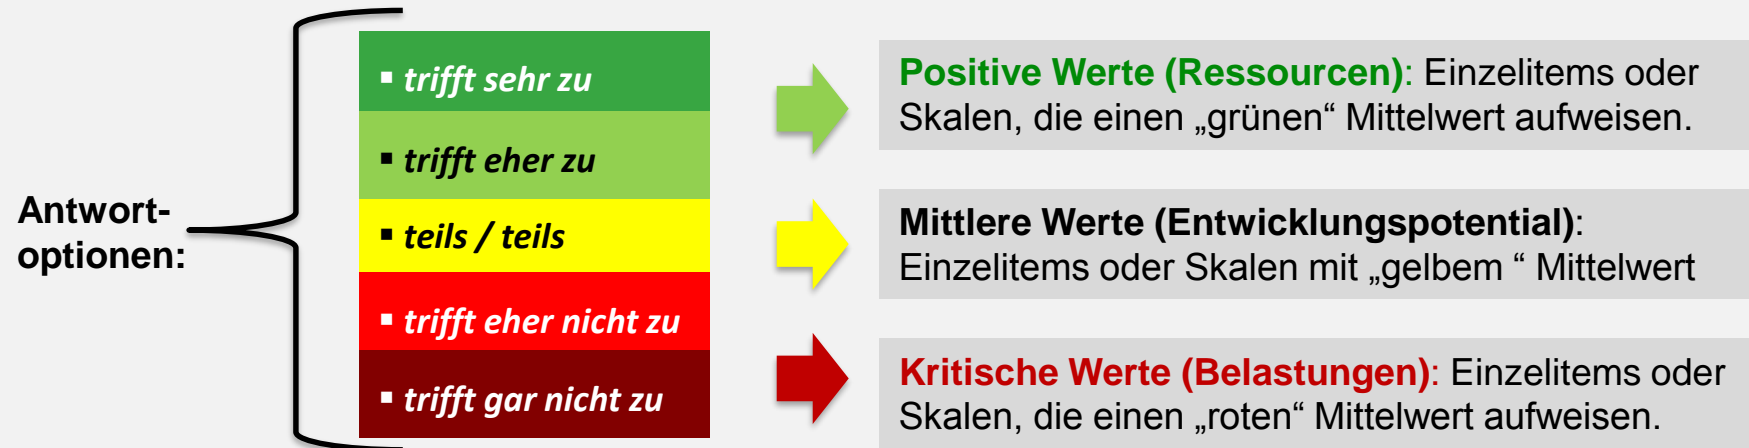 Antwort-
optionen:
▪ trifft sehr zu
▪ trifft eher zu
▪ teils / teils
▪ trifft eher nicht zu
▪ trifft gar nicht zu
Positive Werte (Ressourcen): Einzelitems oder
Skalen, die einen „grünen“ Mittelwert aufweisen.
Mittlere Werte (Entwicklungspotential):
Einzelitems oder Skalen mit „gelbem “ Mittelwert
Kritische Werte (Belastungen): Einzelitems oder
Skalen, die einen „roten“ Mittelwert aufweisen.